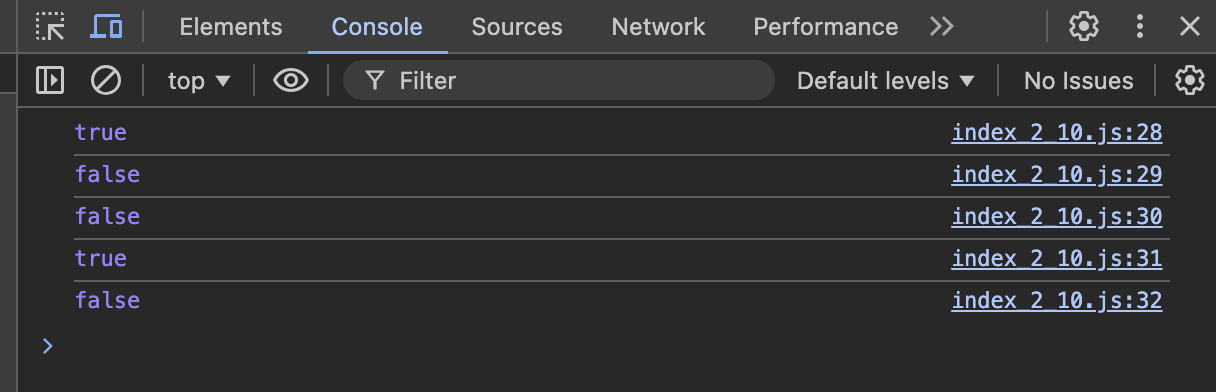 Elements Console Sources Network Performance
top Filter Default levels No Issues
true index_2_10.js:28
false index_2_10.js:29
false index_2_10.js:30
true index_2_10.js:31
false index_2_10.js:32